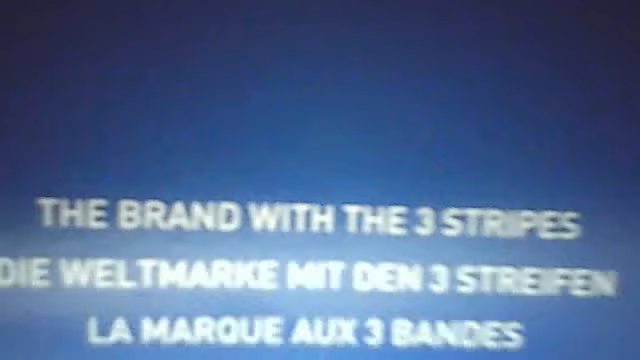 THE BRAND WITH THE 3 STRIPES
DIE WELTMARKE MIT DEN 3 STREIFEN
LA MARQUE AUX 3 BANDES